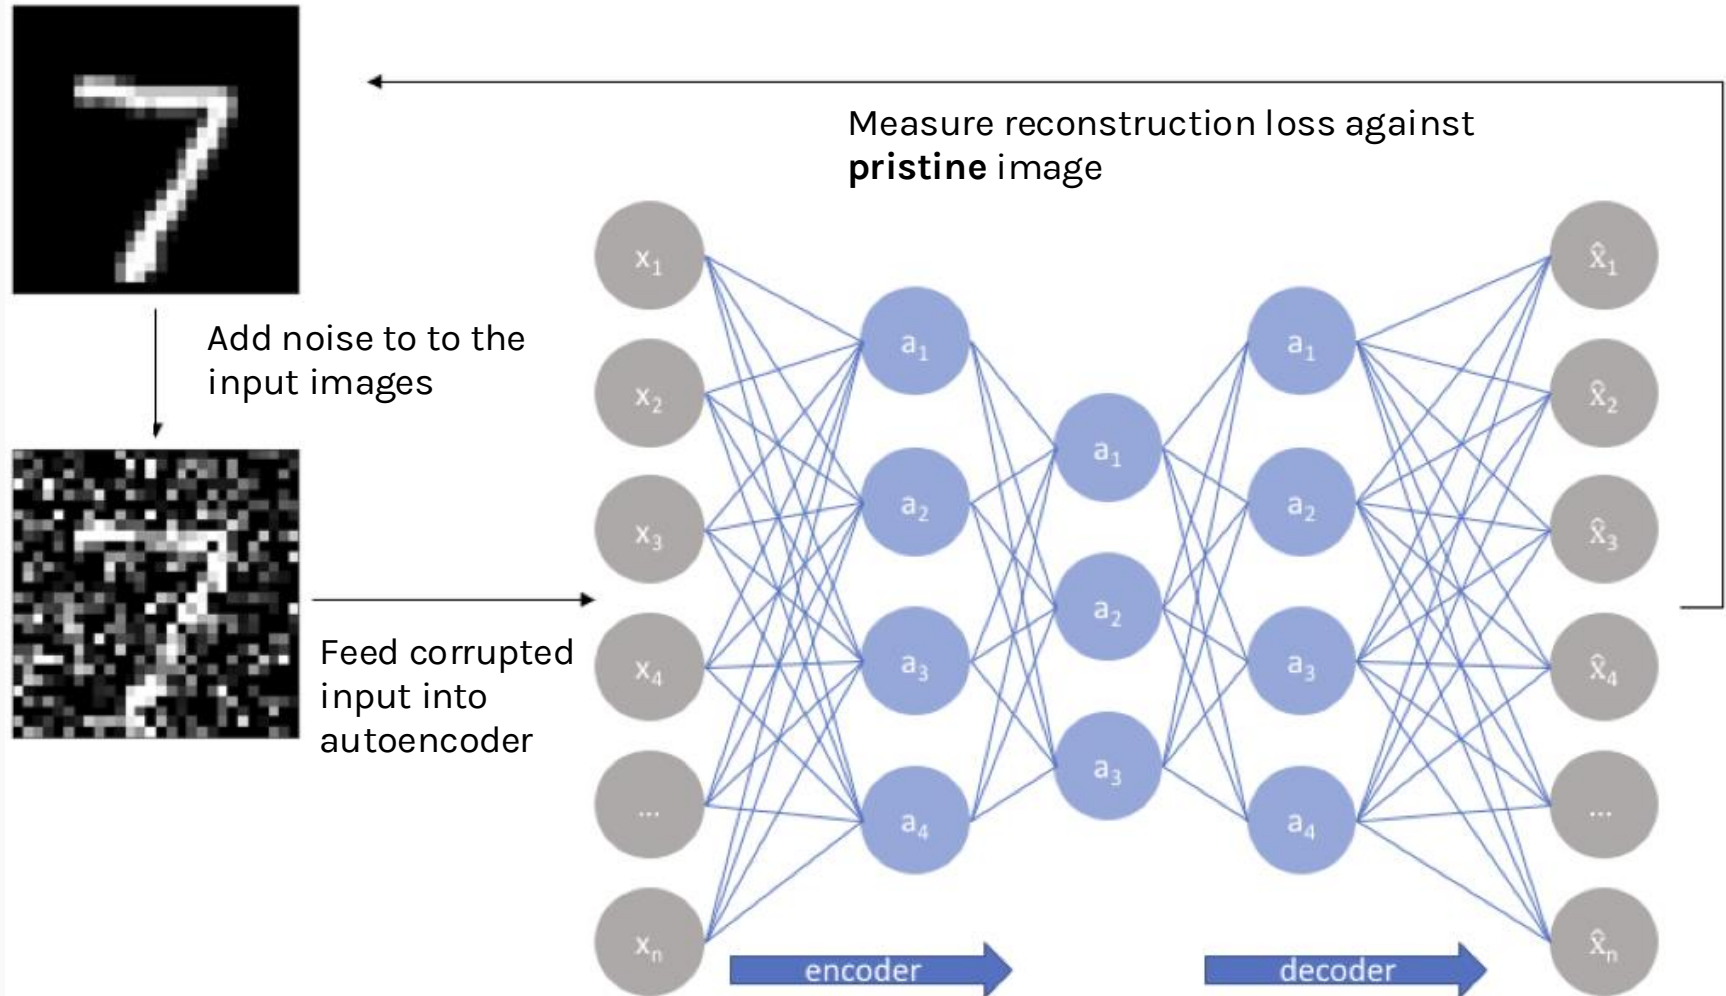 Measure reconstruction loss against
pristine image
Add noise to to the
input images
Feed corrupted
input into
autoencoder
x₁
x₂
x₃
x₄
...
xₙ
a₁
a₂
a₃
a₄
a₁
a₂
a₃
a₁
a₂
a₃
a₄
x̂₁
x̂₂
x̂₃
x̂₄
...
x̂ₙ
encoder
decoder